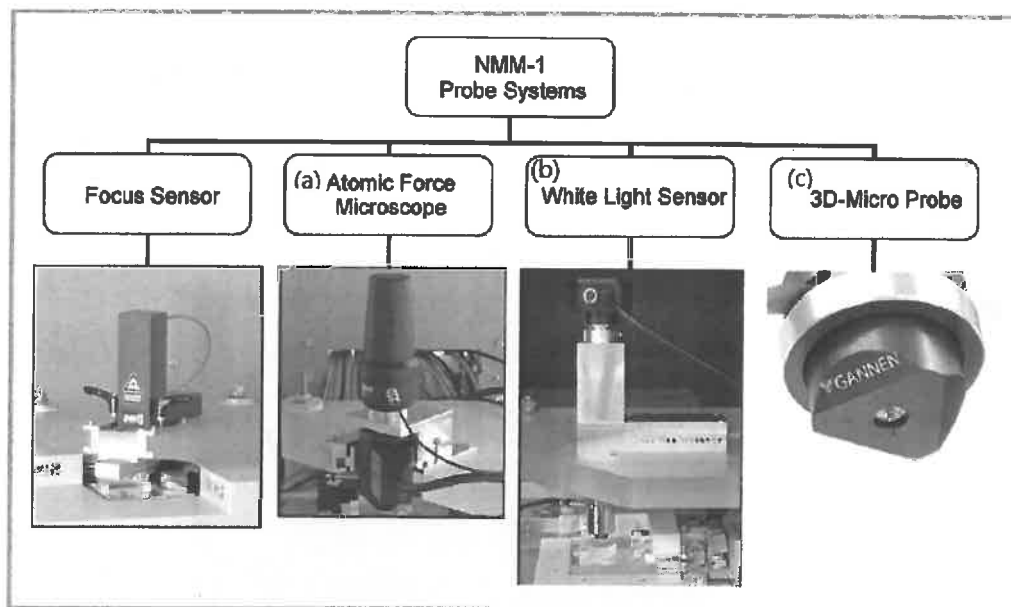 NMM-1
Probe Systems
Focus Sensor
(a) Atomic Force
Microscope
(b)
White Light Sensor
(c)
3D-Micro Probe
GANNEN